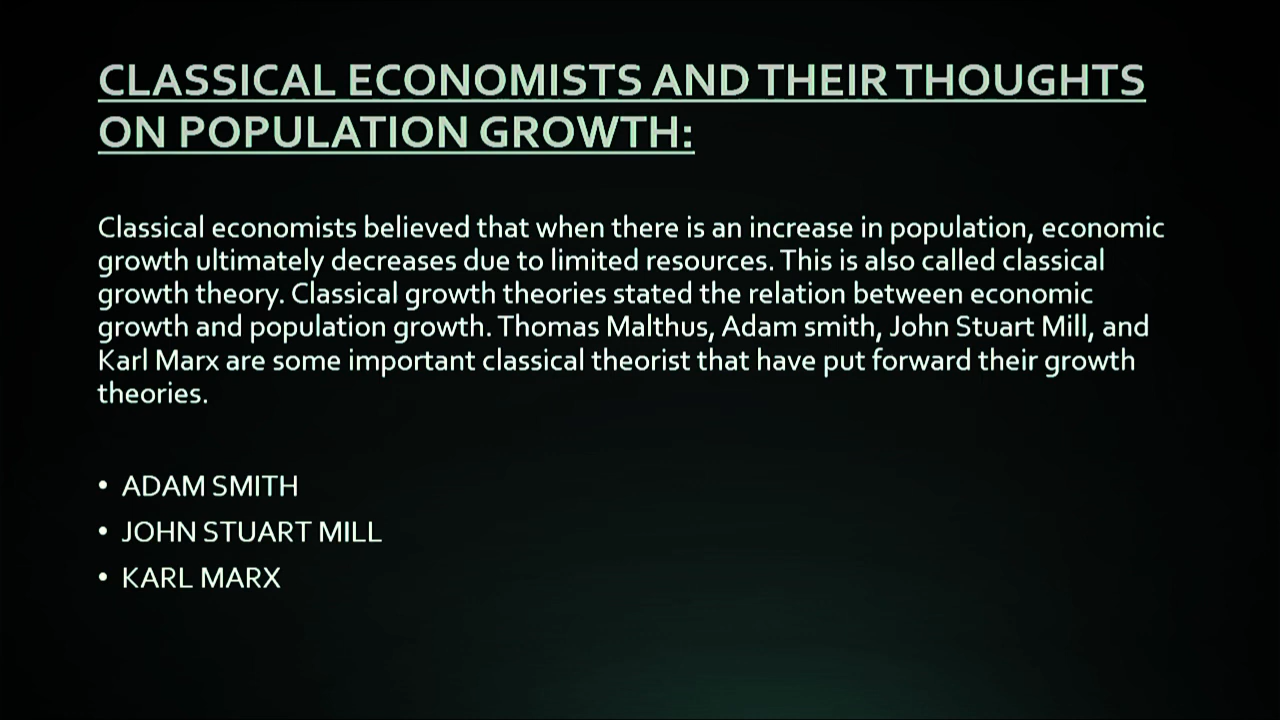 CLASSICAL ECONOMISTS AND THEIR THOUGHTS
ON POPULATION GROWTH:
Classical economists believed that when there is an increase in population, economic
growth ultimately decreases due to limited resources. This is also called classical
growth theory. Classical growth theories stated the relation between economic
growth and population growth. Thomas Malthus, Adam smith, John Stuart Mill, and
Karl Marx are some important classical theorist that have put forward their growth
theories.
• ADAM SMITH
• JOHN STUART MILL
• KARL MARX